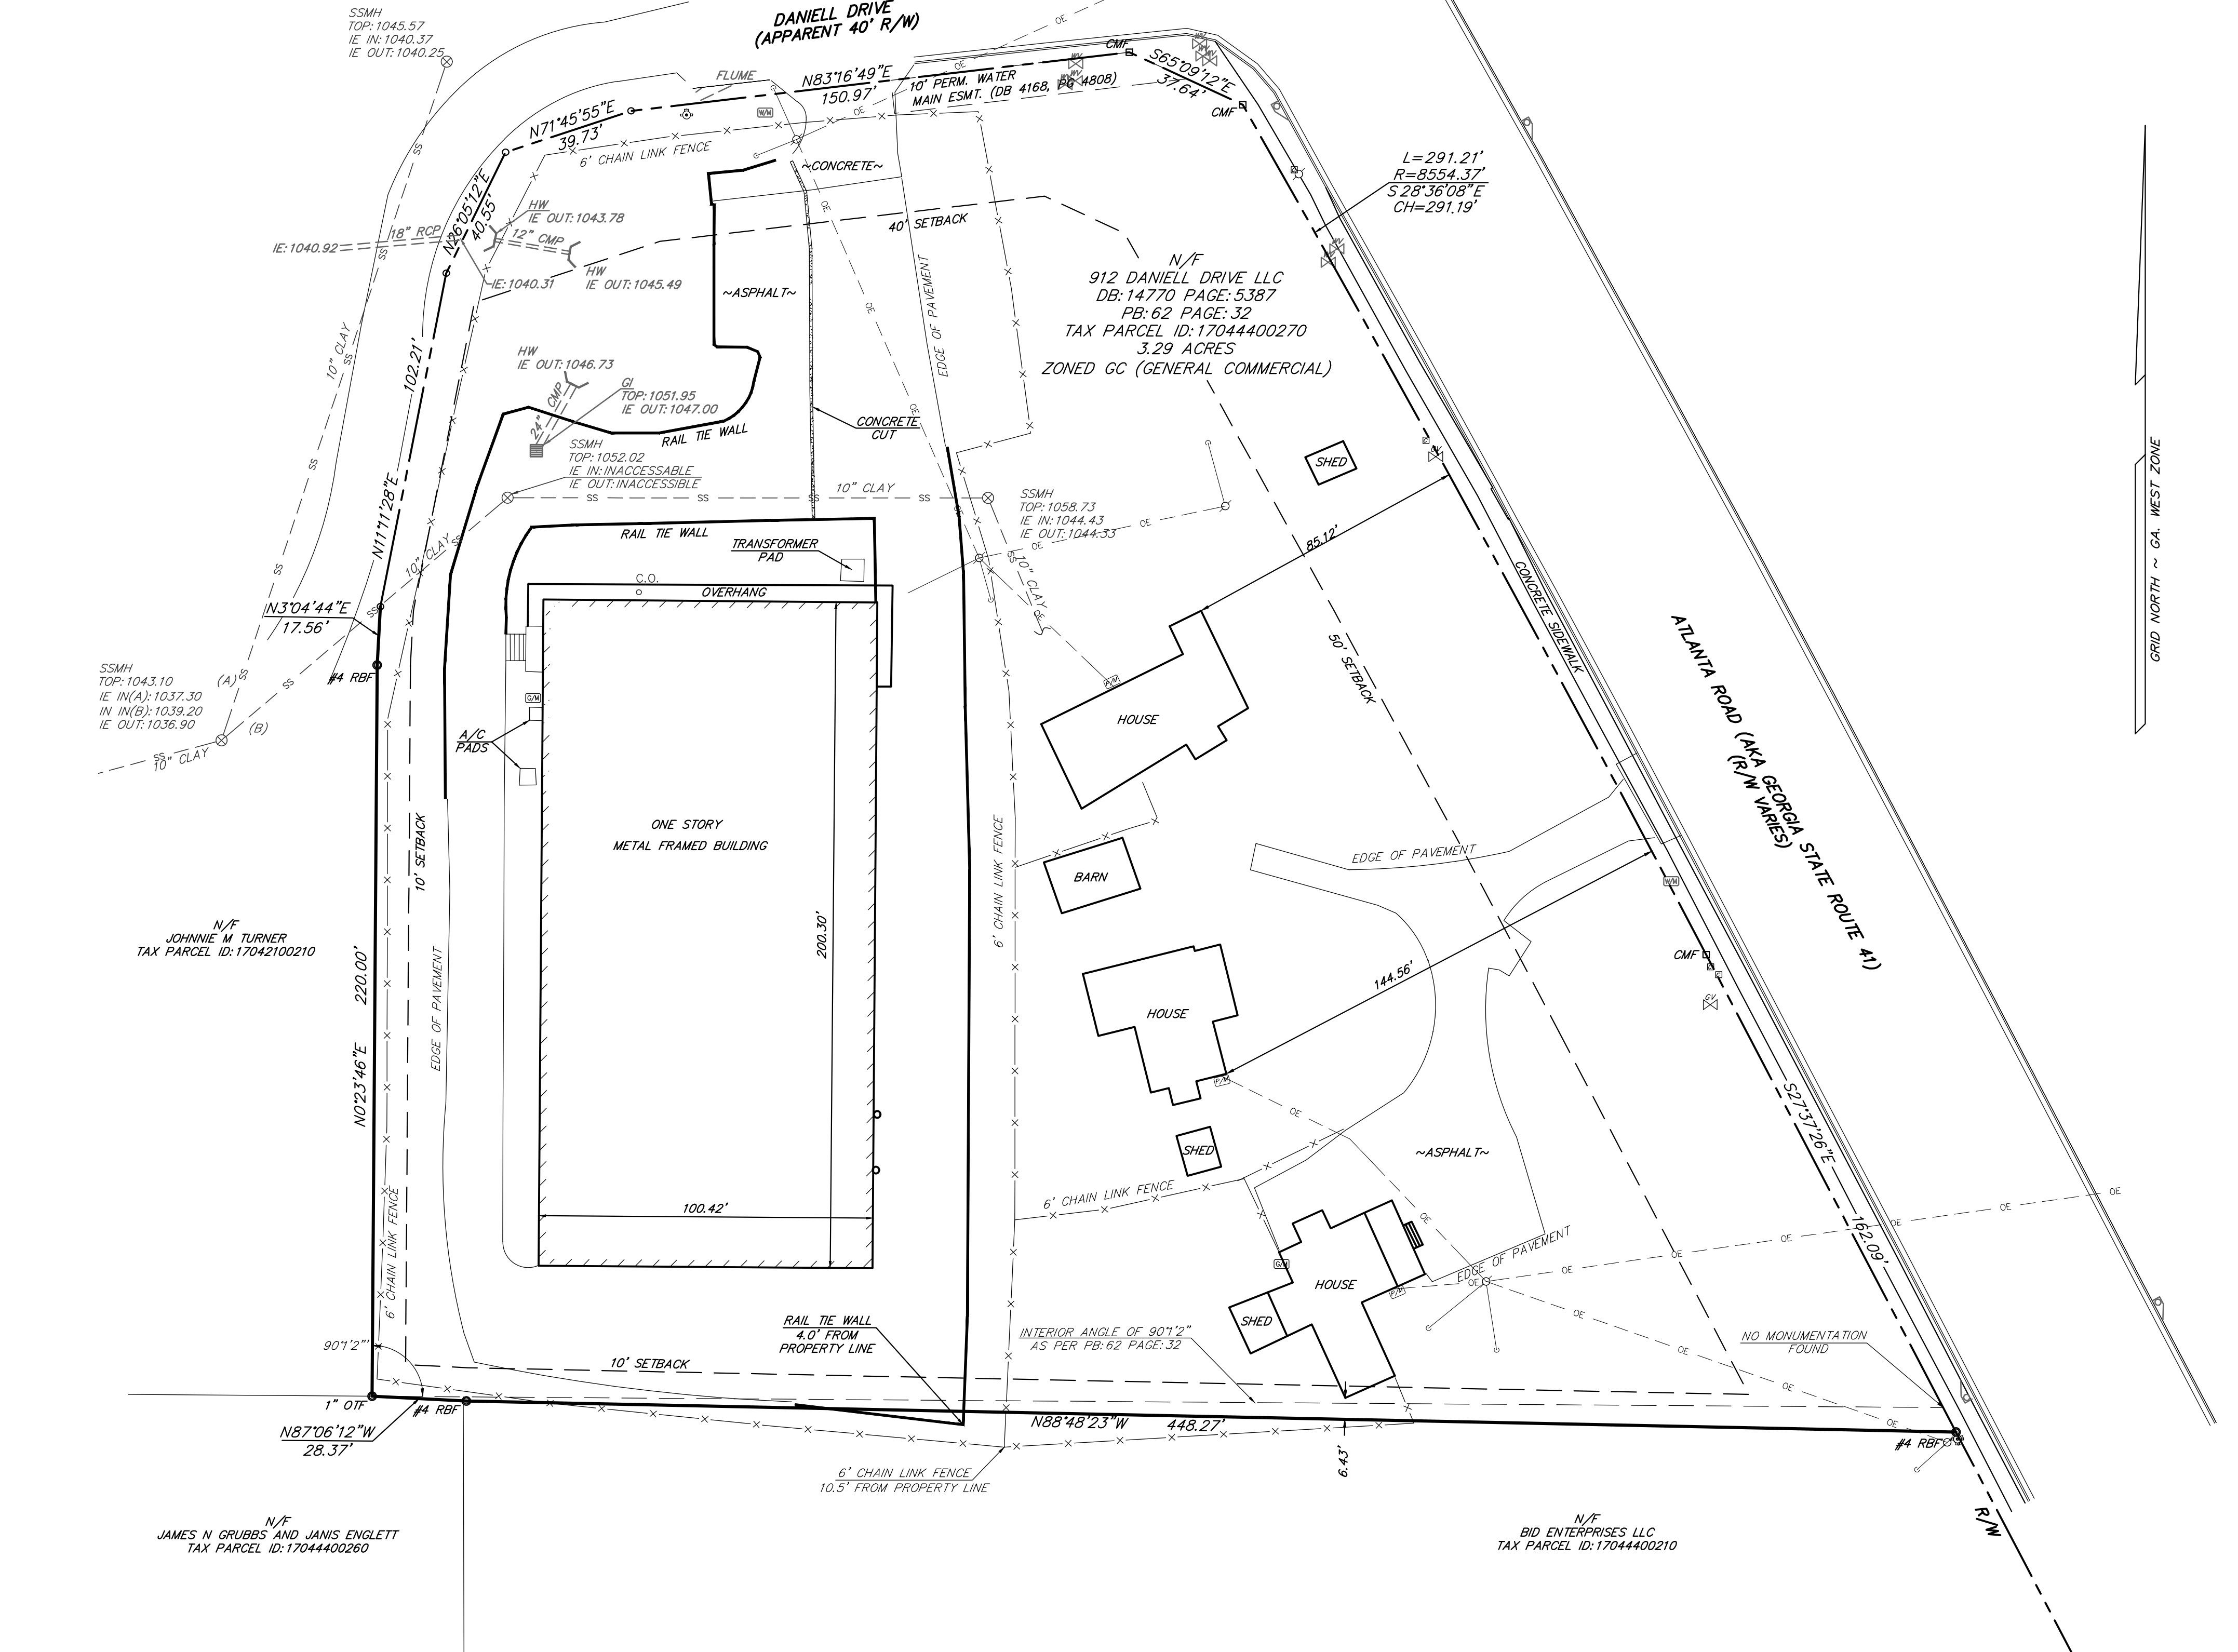 DANIELL DRIVE
(APPARENT 40' R/W)
SSMH
TOP:1045.57
IE IN:1040.37
IE OUT:1040.25
OE
CMF
S65°09'12"E
37.64'
CMF
FLUME
N83°16'49"E
150.97'
10' PERM. WATER
MAIN ESMT. (DB 4168, PG 4808)
N71°45'55"E
39.73'
W/M
6' CHAIN LINK FENCE
~CONCRETE~
N26°05'12"E
40.55'
HW
IE OUT:1043.78
18" RCP
12" CMP
IE:1040.92
IE:1040.31
HW
IE OUT:1045.49
40' SETBACK
~ASPHALT~
EDGE OF PAVEMENT
L=291.21'
R=8554.37'
S 28°36'08"E
CH=291.19'
N/F
912 DANIELL DRIVE LLC
DB:14770 PAGE:5387
PB:62 PAGE:32
TAX PARCEL ID:17044400270
3.29 ACRES
ZONED GC (GENERAL COMMERCIAL)
10" CLAY
102.21'
N11°11'28"E
HW
IE OUT:1046.73
24" CMP
GI
TOP:1051.95
IE OUT:1047.00
RAIL TIE WALL
CONCRETE
CUT
SSMH
TOP:1052.02
IE IN:INACCESSABLE
IE OUT:INACCESSIBLE
10" CLAY
SSMH
TOP:1058.73
IE IN:1044.43
IE OUT:1044.33
SHED
85.12'
GRID NORTH ~ GA. WEST ZONE
RAIL TIE WALL
TRANSFORMER
PAD
C.O.
OVERHANG
10" CLAY
10" CLAY
N3°04'44"E
17.56'
#4 RBF
SSMH
TOP:1043.10
IE IN(A):1037.30
IN IN(B):1039.20
IE OUT:1036.90
(A)
(B)
10" CLAY
G/M
A/C
PADS
P/M
HOUSE
50' SETBACK
CONCRETE SIDEWALK
ATLANTA ROAD (AKA GEORGIA STATE ROUTE 41)
(R/W VARIES)
ONE STORY
METAL FRAMED BUILDING
10' SETBACK
200.30'
6' CHAIN LINK FENCE
BARN
EDGE OF PAVEMENT
W/M
N/F
JOHNNIE M TURNER
TAX PARCEL ID:17042100210
N0°23'46"E 220.00'
EDGE OF PAVEMENT
CMF
GV
144.56'
HOUSE
P/M
SHED
~ASPHALT~
S27°37'26"E
162.09'
6' CHAIN LINK FENCE
6' CHAIN LINK FENCE
100.42'
G/M
HOUSE
P/M
EDGE OF PAVEMENT
SHED
RAIL TIE WALL
4.0' FROM
PROPERTY LINE
INTERIOR ANGLE OF 90°1'2"
AS PER PB:62 PAGE:32
NO MONUMENTATION
FOUND
90°1'2"
10' SETBACK
1" OTF
#4 RBF
N87°06'12"W
28.37'
N88°48'23"W 448.27'
6.43'
#4 RBF
6' CHAIN LINK FENCE
10.5' FROM PROPERTY LINE
R/W
N/F
JAMES N GRUBBS AND JANIS ENGLETT
TAX PARCEL ID:17044400260
N/F
BID ENTERPRISES LLC
TAX PARCEL ID:17044400210